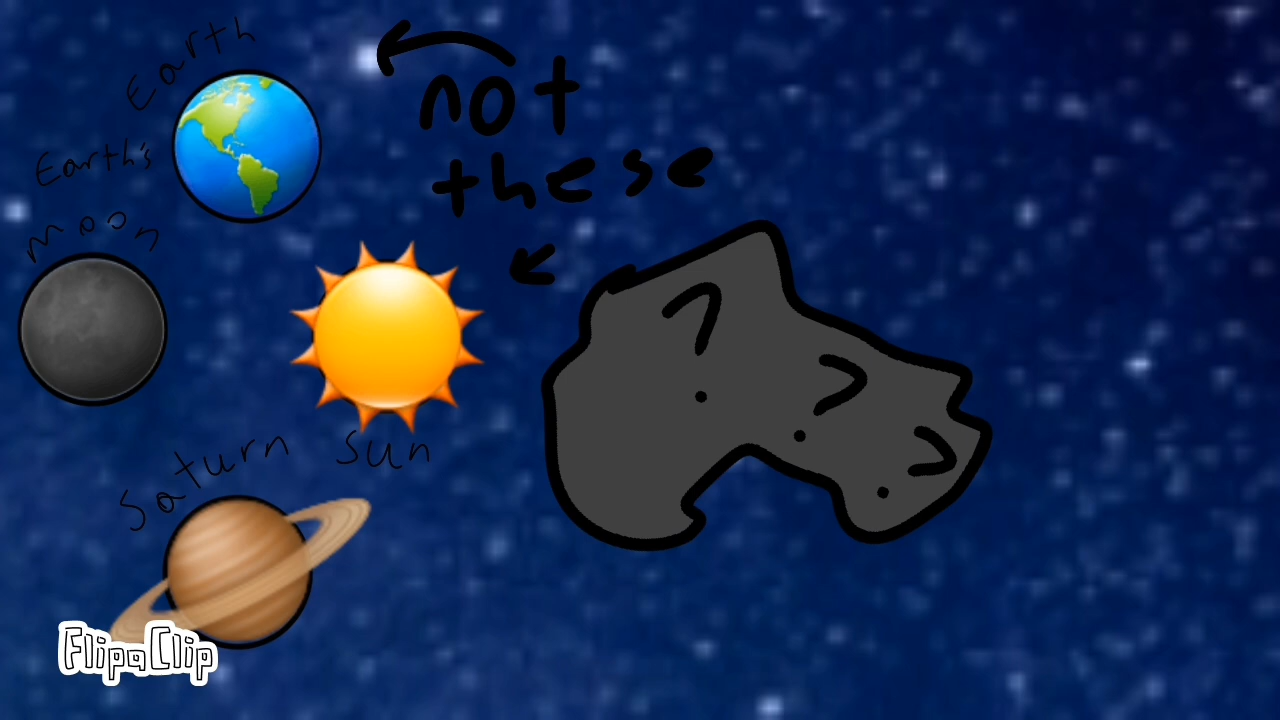 Earth
not
these
Earth's
Moon
Sun
Saturn
? ? ?
FlipaClip